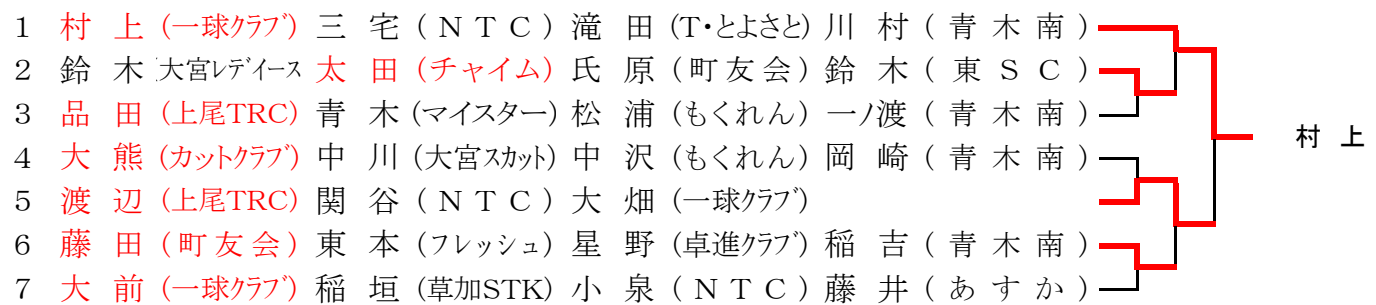 1 村 上 (一球クラブ) 三 宅 ( N T C ) 滝 田 (T・とよさと) 川 村 ( 青 木 南 )
2 鈴 木 大宮レディース 太 田 (チャイム) 氏 原 ( 町 友 会 ) 鈴 木 ( 東 S C )
3 品 田 (上尾TRC) 青 木 (マイスター) 松 浦 (もくれん) 一ノ渡 ( 青 木 南 )
村 上
4 大 熊 (カットクラブ) 中 川 (大宮スカット) 中 沢 (もくれん) 岡 崎 ( 青 木 南 )
5 渡 辺 (上尾TRC) 関 谷 ( N T C ) 大 畑 (一球クラブ)
6 藤 田 ( 町 友 会 ) 東 本 (フレッシュ) 星 野 (卓進クラブ) 稲 吉 ( 青 木 南 )
7 大 前 (一球クラブ) 稲 垣 (草加STK) 小 泉 ( N T C ) 藤 井 ( あ す か )